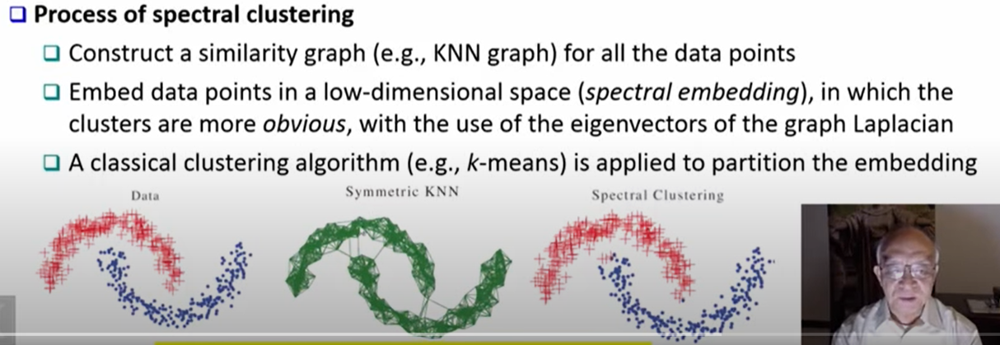 Process of spectral clustering
Construct a similarity graph (e.g., KNN graph) for all the data points
Embed data points in a low-dimensional space (spectral embedding), in which the
clusters are more obvious, with the use of the eigenvectors of the graph Laplacian
A classical clustering algorithm (e.g., k-means) is applied to partition the embedding
Data
Symmetric KNN
Spectral Clustering